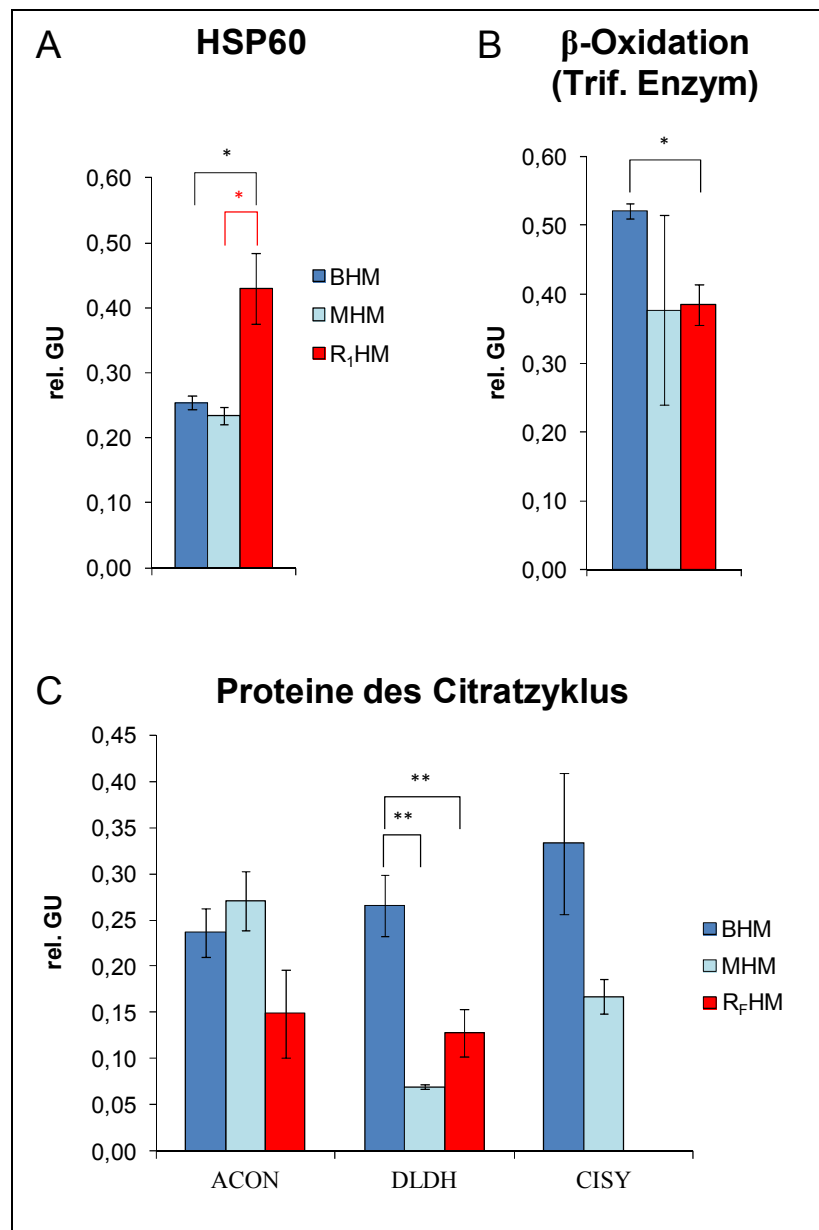 A
HSP60
B
β-Oxidation
(Trif. Enzym)
*
*
0,60
0,50
0,40
0,30
0,20
0,10
0,00
rel. GU
BHM
MHM
R₁HM
*
0,60
0,50
0,40
0,30
0,20
0,10
0,00
rel. GU
C
Proteine des Citratzyklus
0,45
0,40
0,35
0,30
0,25
0,20
0,15
0,10
0,05
0,00
rel. GU
**
**
ACON
DLDH
CISY
BHM
MHM
R_FHM